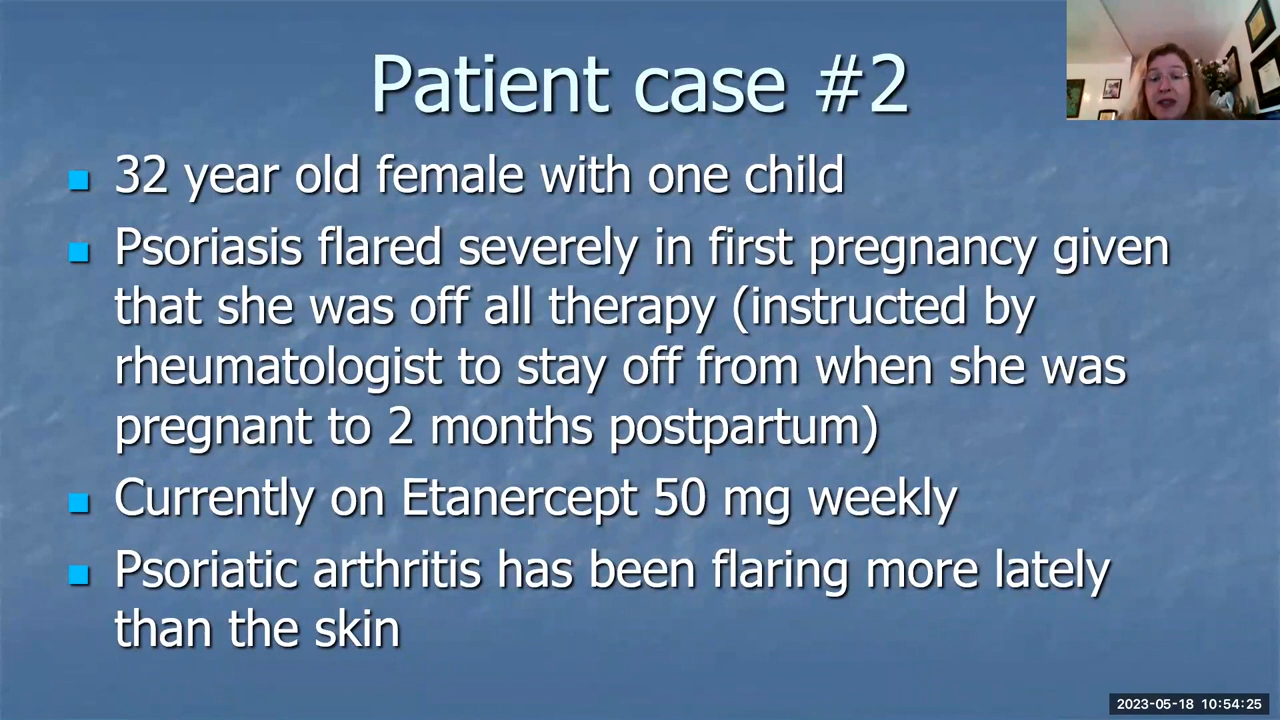 Patient case #2
32 year old female with one child
Psoriasis flared severely in first pregnancy given
that she was off all therapy (instructed by
rheumatologist to stay off from when she was
pregnant to 2 months postpartum)
Currently on Etanercept 50 mg weekly
Psoriatic arthritis has been flaring more lately
than the skin
2023-05-18 10:54:25